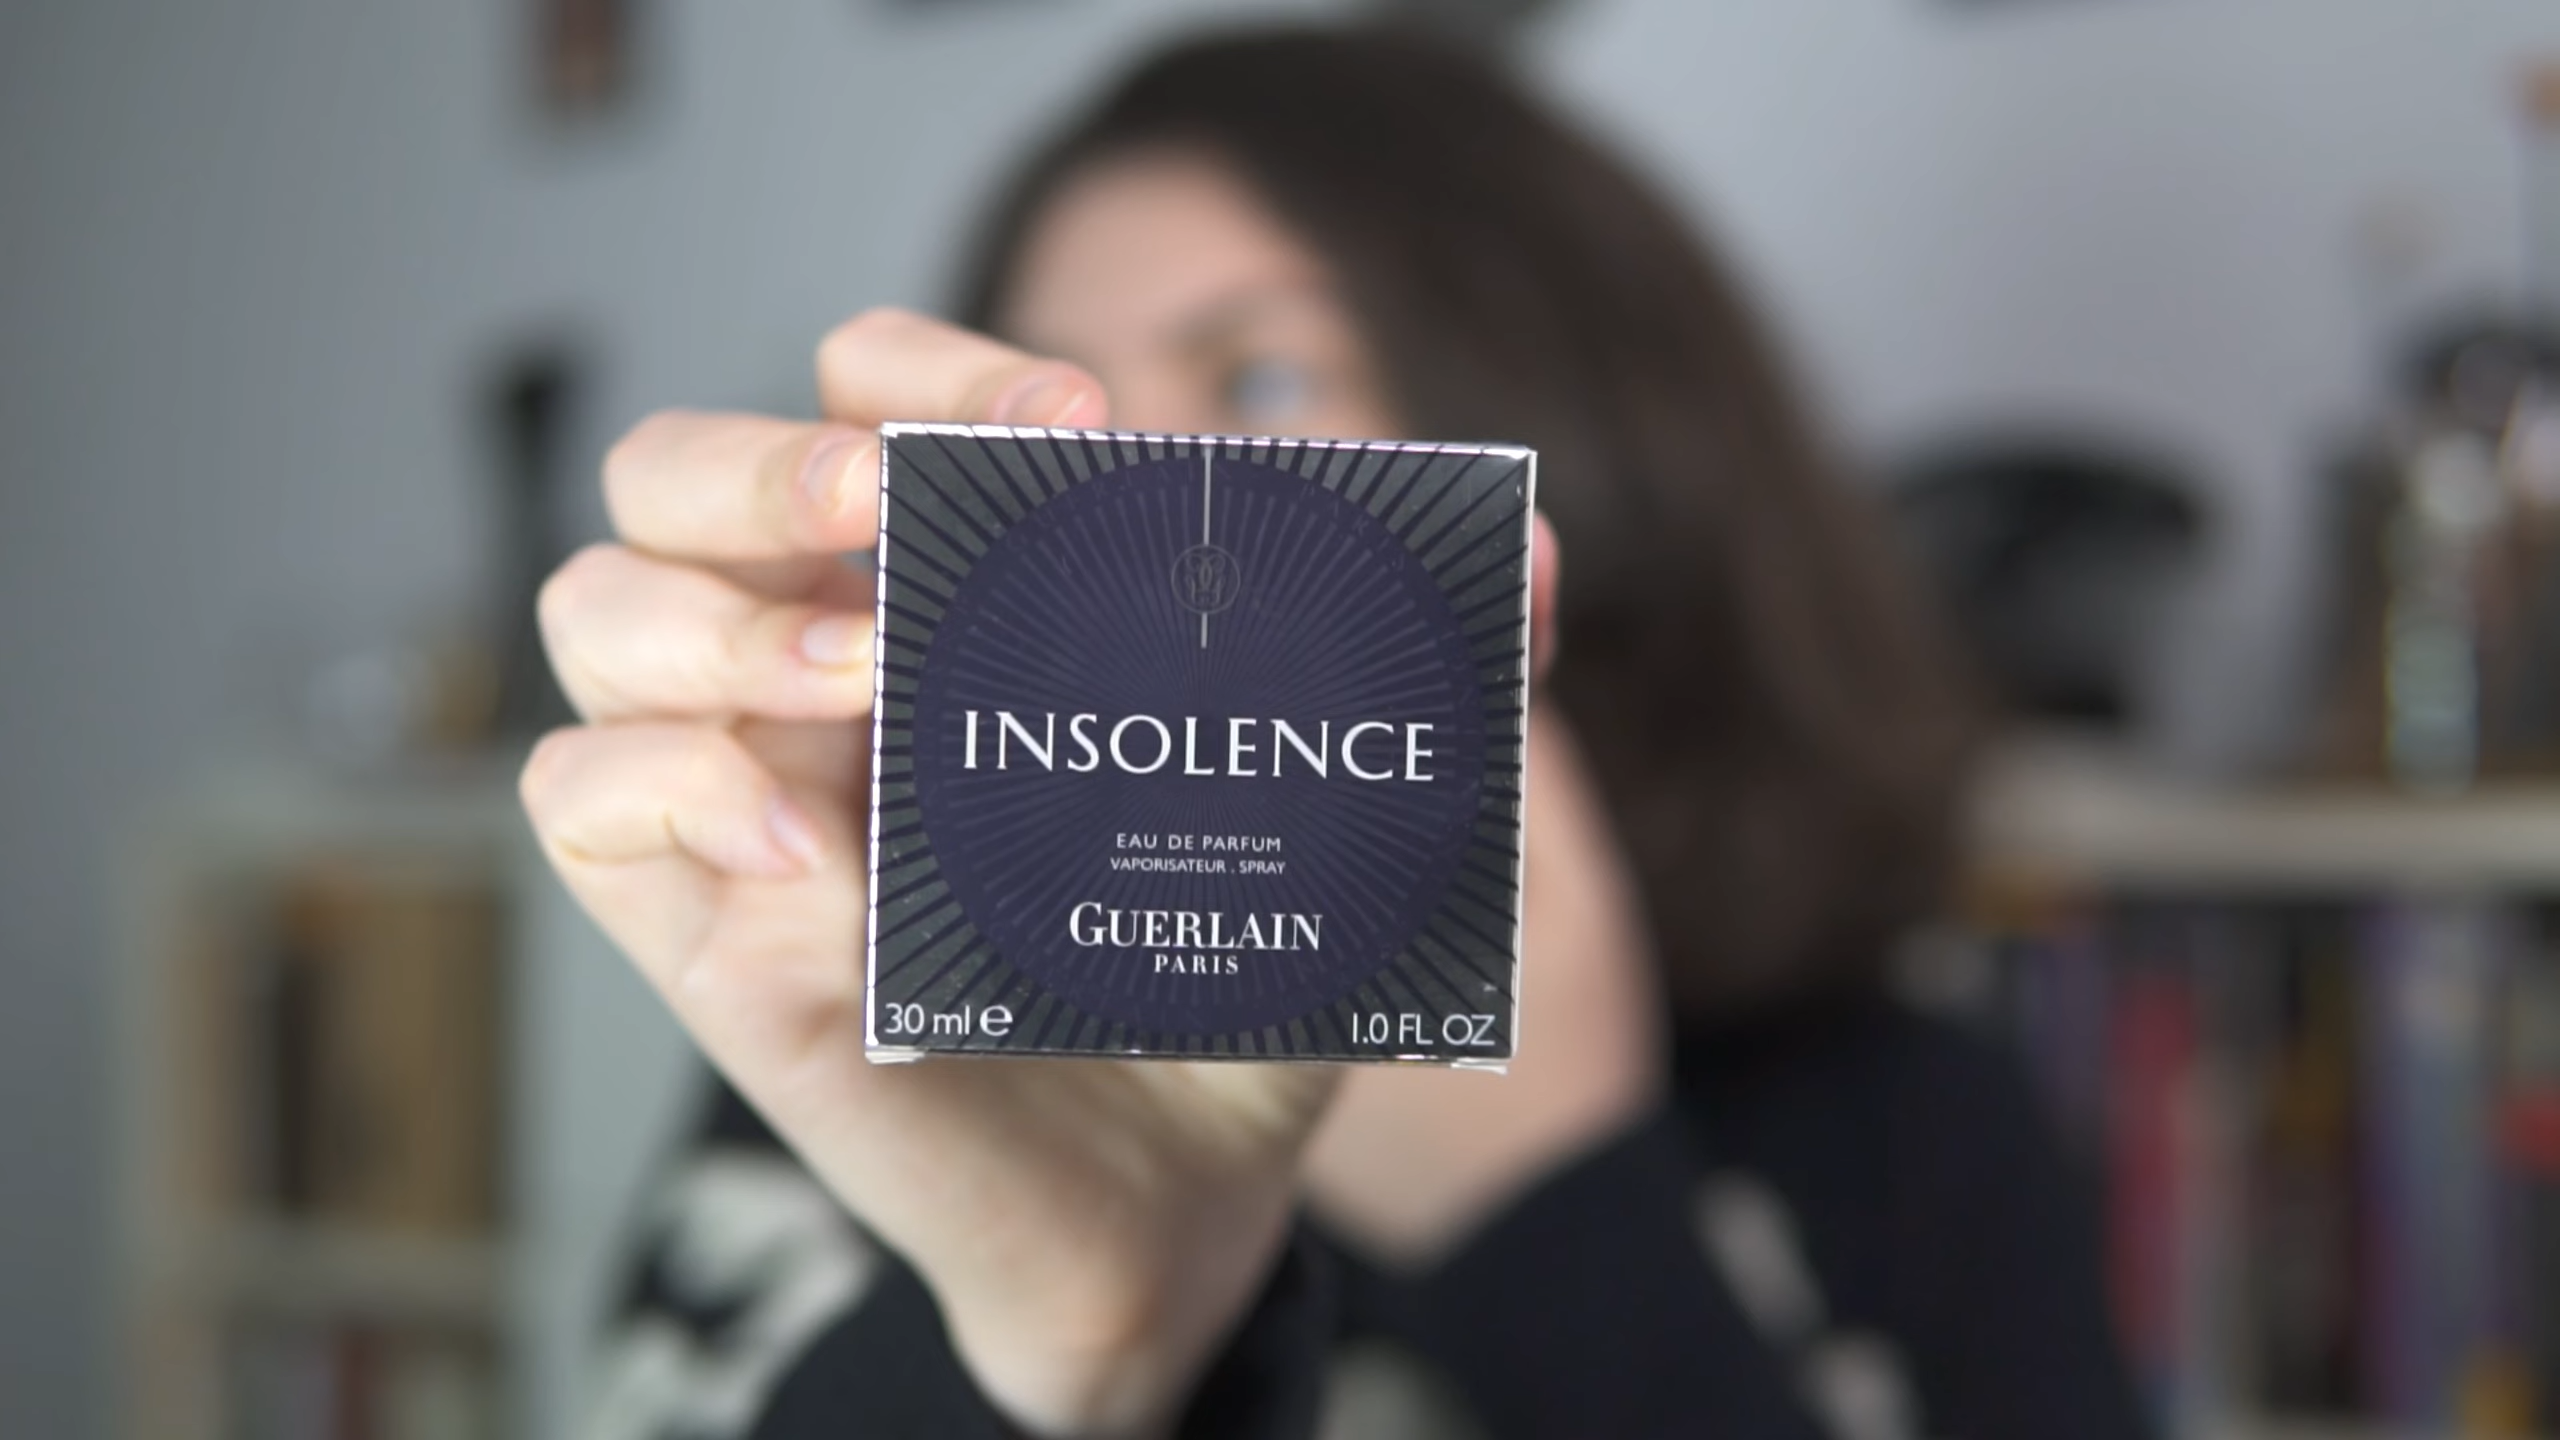 INSOLENCE
EAU DE PARFUM
VAPORISATEUR . SPRAY
GUERLAIN
PARIS
30 ml e
1.0 FL OZ